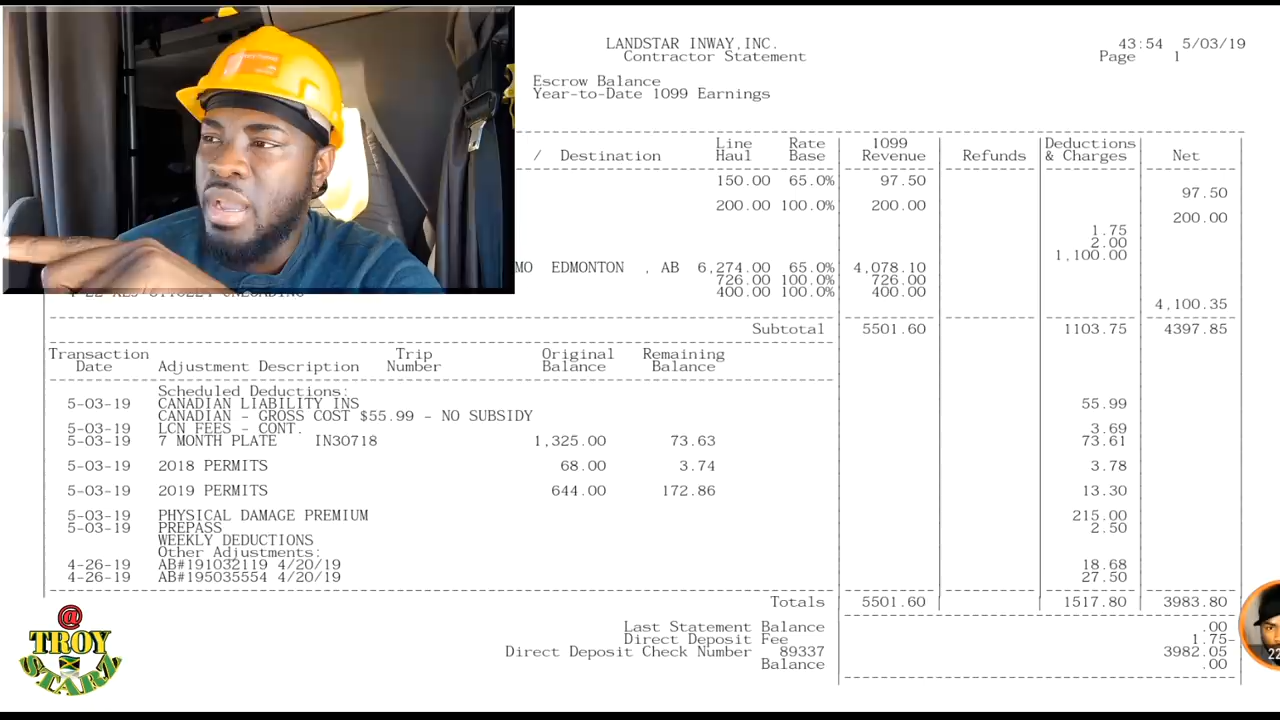 LANDSTAR INWAY,INC. 43:54 5/03/19
Contractor Statement Page 1
Escrow Balance
Year-to-Date 1099 Earnings
Line Rate 1099 Deductions
/ Destination Haul Base Revenue Refunds & Charges Net
150.00 65.0% 97.50
97.50
200.00 100.0% 200.00
200.00
1.75
2.00
1,100.00
MO EDMONTON , AB 6,274.00 65.0% 4,078.10
726.00 100.0% 726.00
400.00 100.0% 400.00
4,100.35
Subtotal 5501.60 1103.75 4397.85
Transaction Trip Original Remaining
Date Adjustment Description Number Balance Balance
Scheduled Deductions:
5-03-19 CANADIAN LIABILITY INS 55.99
CANADIAN - GROSS COST $55.99 - NO SUBSIDY
5-03-19 LCN FEES - CONT. 3.69
5-03-19 7 MONTH PLATE IN30718 1,325.00 73.63 73.61
5-03-19 2018 PERMITS 68.00 3.74 3.78
5-03-19 2019 PERMITS 644.00 172.86 13.30
5-03-19 PHYSICAL DAMAGE PREMIUM 215.00
5-03-19 PREPASS 2.50
WEEKLY DEDUCTIONS
Other Adjustments:
4-26-19 AB#191032119 4/20/19 18.68
4-26-19 AB#195035554 4/20/19 27.50
Totals 5501.60 1517.80 3983.80
Last Statement Balance .00
Direct Deposit Fee 1.75-
Direct Deposit Check Number 89337 3982.05
Balance .00
@
TROY
STARZ
22